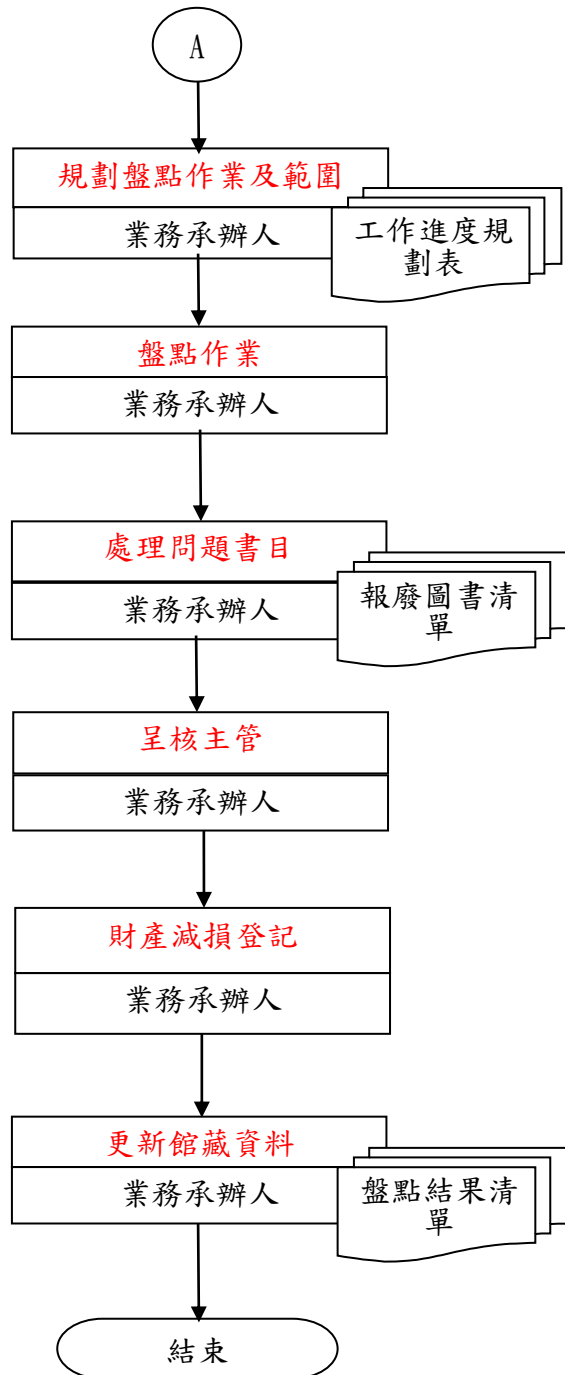 A
規劃盤點作業及範圍
業務承辦人
工作進度規
劃表
盤點作業
業務承辦人
處理問題書目
業務承辦人
報廢圖書清
單
呈核主管
業務承辦人
財產減損登記
業務承辦人
更新館藏資料
業務承辦人
盤點結果清
單
結束